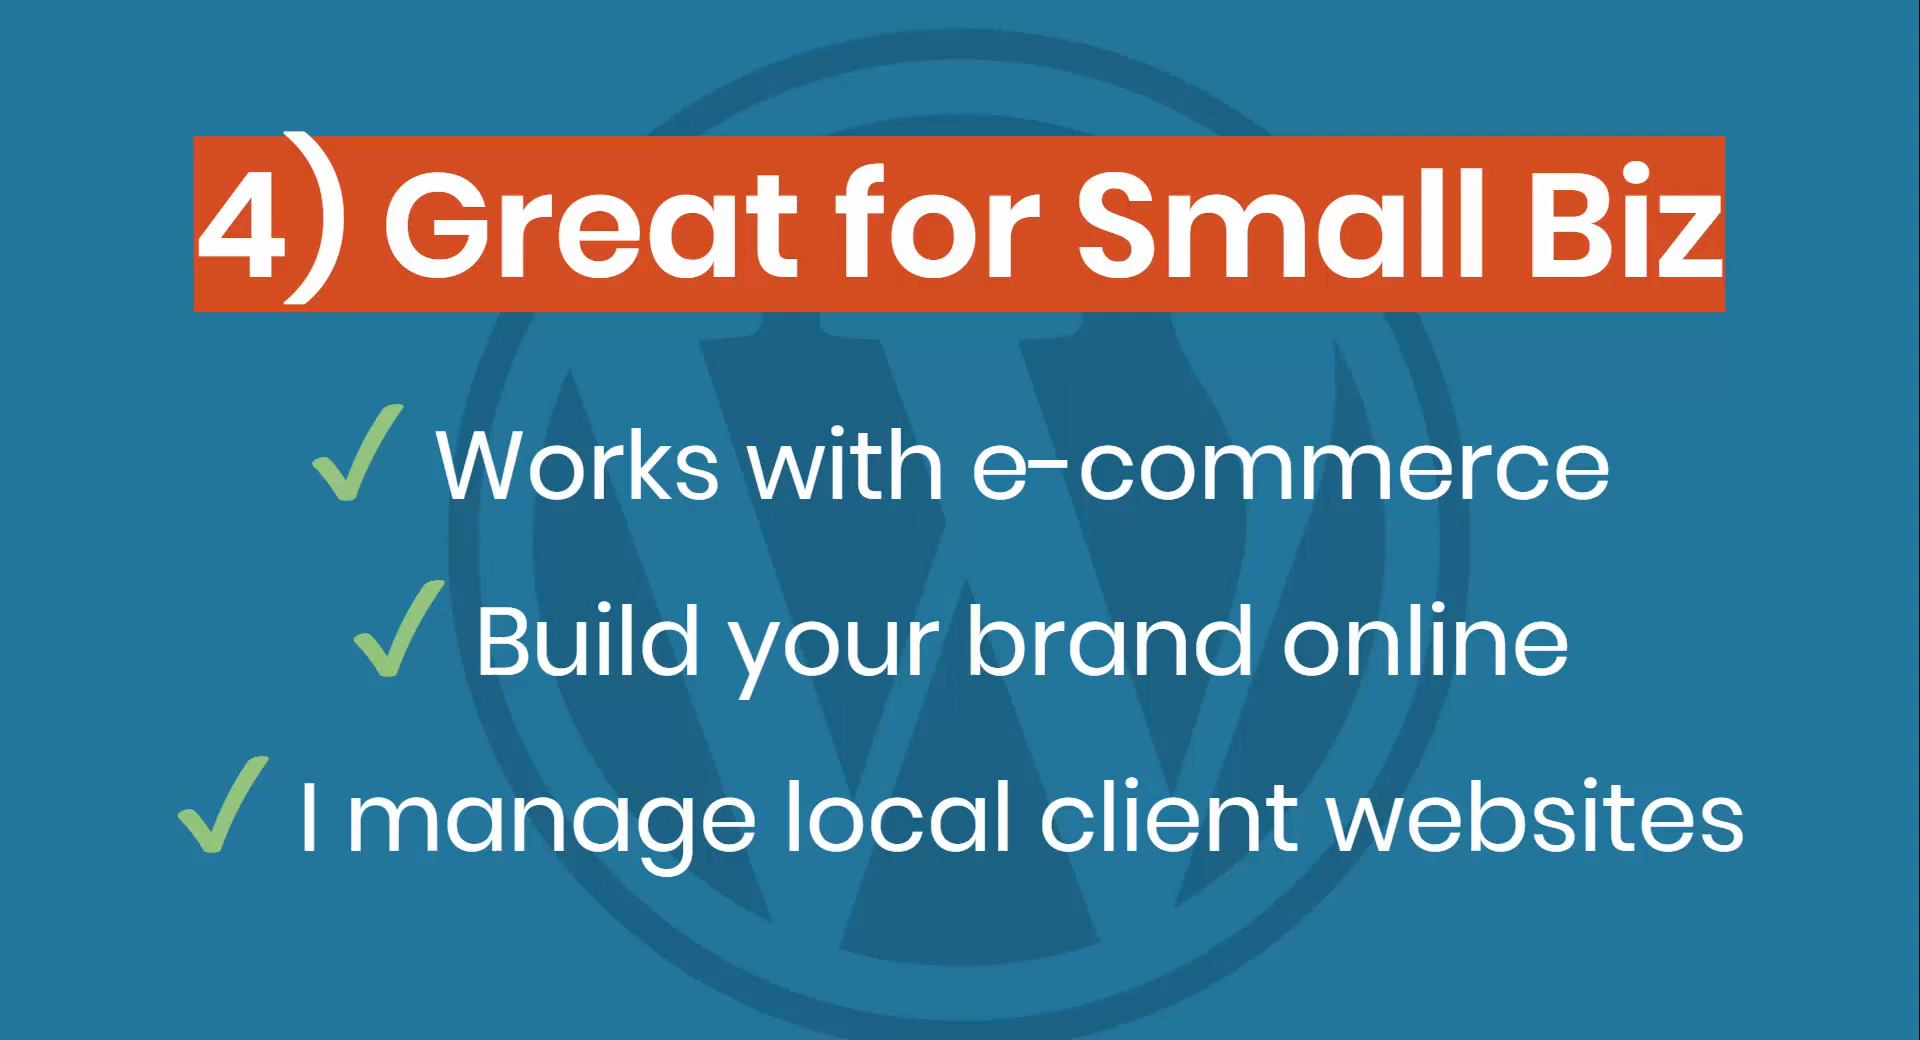 4) Great for Small Biz
✓ Works with e-commerce
✓ Build your brand online
✓ I manage local client websites